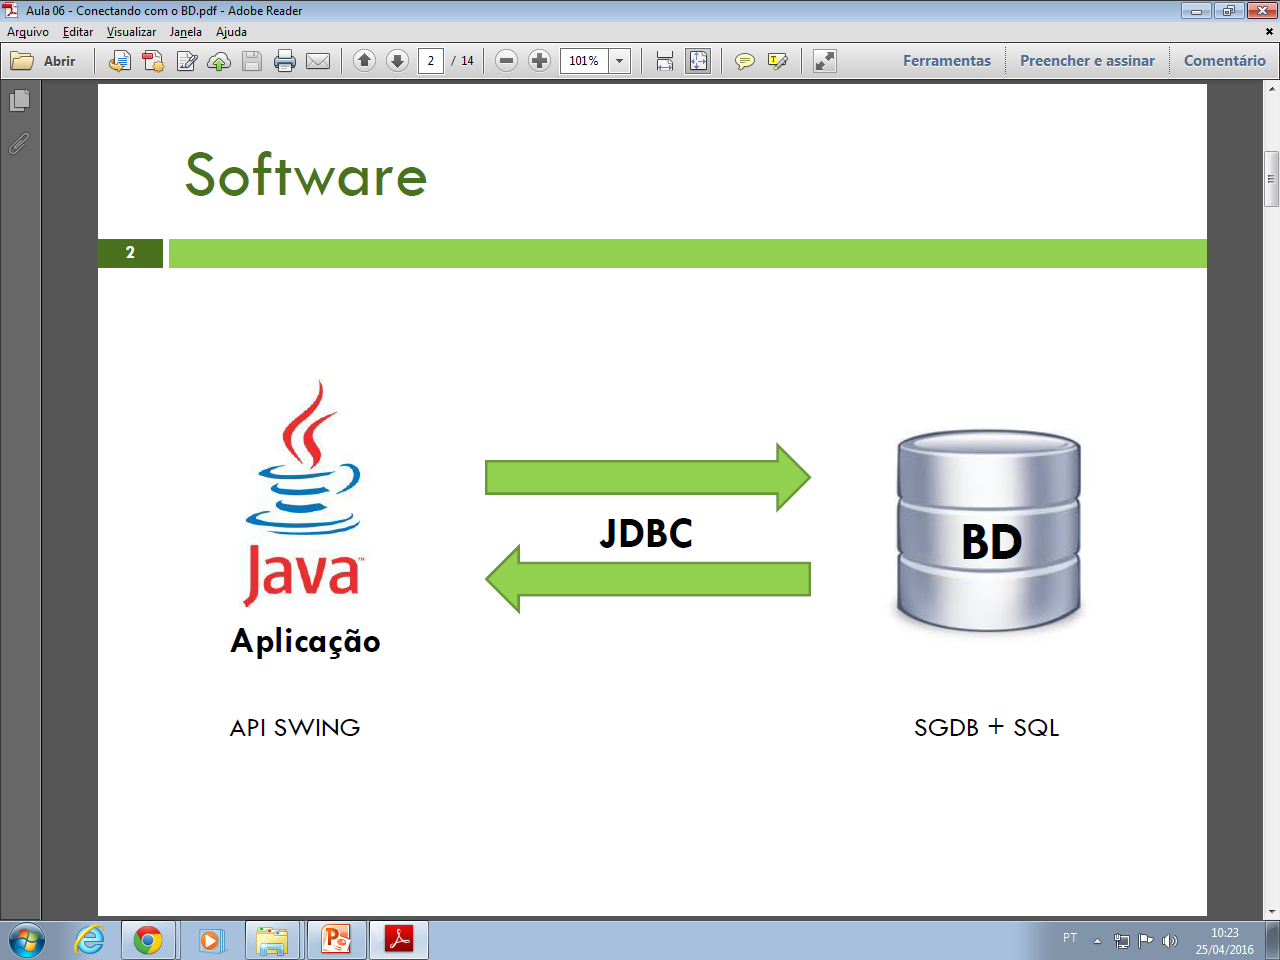 Aula 06 - Conectando com o BD.pdf - Adobe Reader
Arquivo Editar Visualizar Janela Ajuda
Abrir 2 / 14 101% Ferramentas Preencher e assinar Comentário
Software
2
Java™
Aplicação
JDBC
BD
API SWING
SGDB + SQL
PT 10:23
25/04/2016